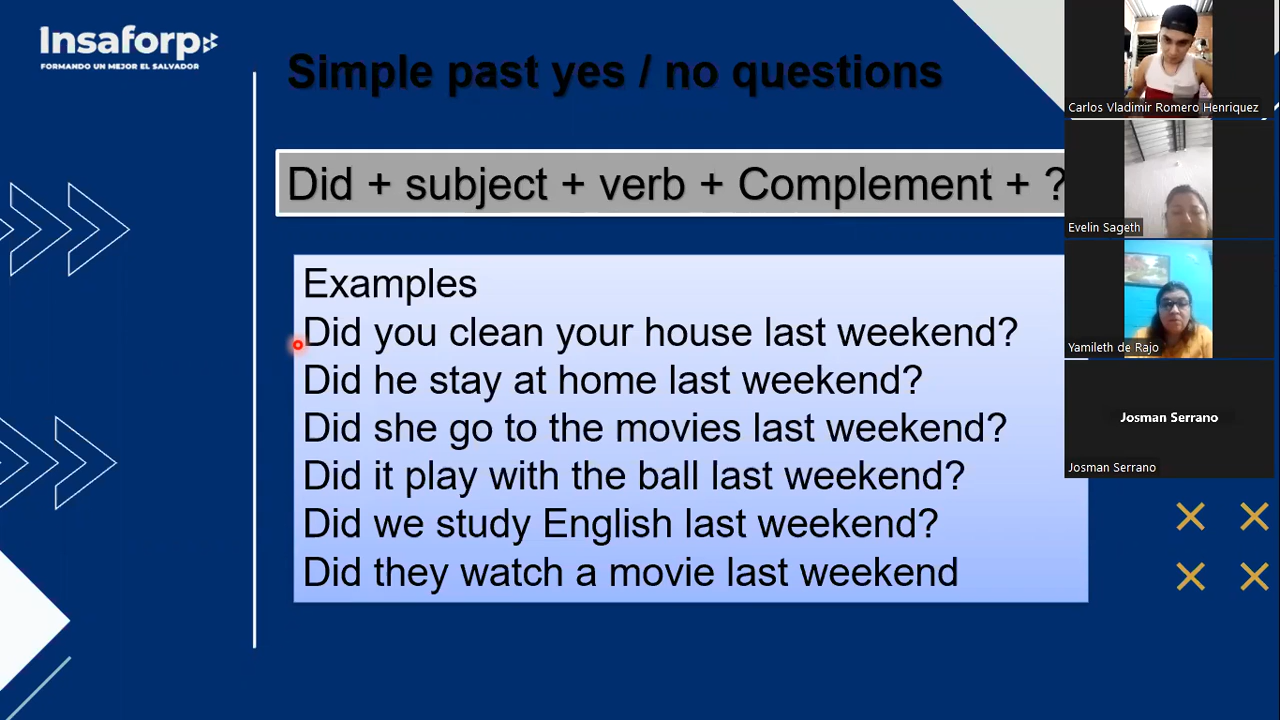 Insaforp
FORMANDO UN MEJOR EL SALVADOR
Simple past yes / no questions
Did + subject + verb + Complement + ?
Examples
Did you clean your house last weekend?
Did he stay at home last weekend?
Did she go to the movies last weekend?
Did it play with the ball last weekend?
Did we study English last weekend?
Did they watch a movie last weekend
Carlos Vladimir Romero Henriquez
Evelin Sageth
Yamileth de Rajo
Josman Serrano
Josman Serrano